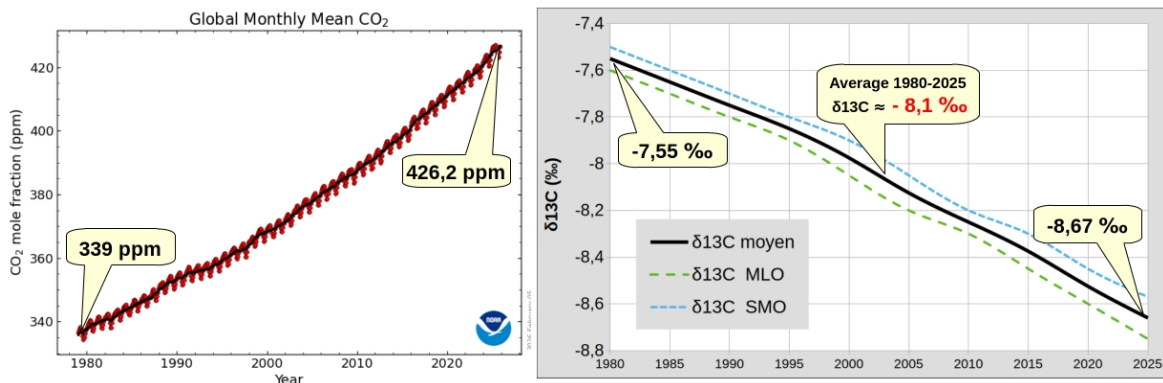 Global Monthly Mean CO₂
CO₂ mole fraction (ppm)
420
400
380
360
340
1980
1990
2000
2010
2020
Year
339 ppm
426,2 ppm
NOAA
δ13C (‰)
-7,4
-7,6
-7,8
-8
-8,2
-8,4
-8,6
-8,8
1980
1985
1990
1995
2000
2005
2010
2015
2020
2025
-7,55 ‰
Average 1980-2025
δ13C ≈ - 8,1 ‰
-8,67 ‰
δ13C moyen
δ13C MLO
δ13C SMO